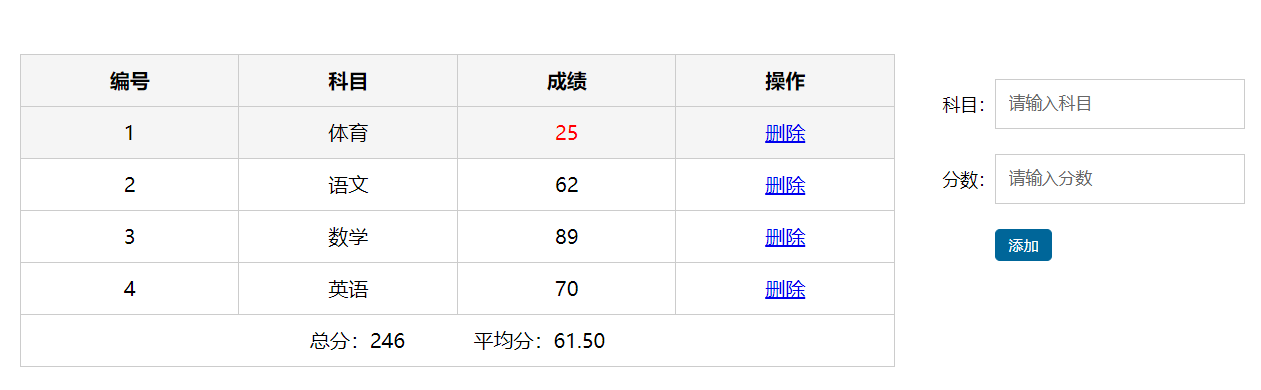 编号 科目 成绩 操作
1 体育 25 删除
2 语文 62 删除
3 数学 89 删除
4 英语 70 删除
总分：246 平均分：61.50
科目： 请输入科目
分数： 请输入分数
添加